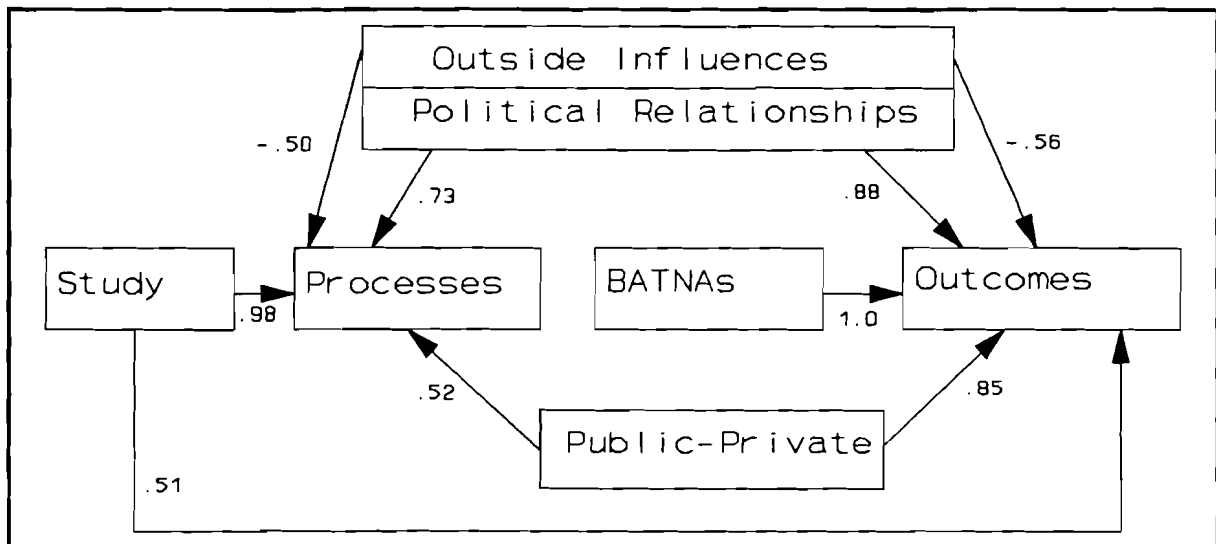 Outside Influences
Political Relationships
-.50
-.56
.73
.88
Study
Processes
BATNAs
Outcomes
.98
1.0
.52
.85
Public-Private
.51